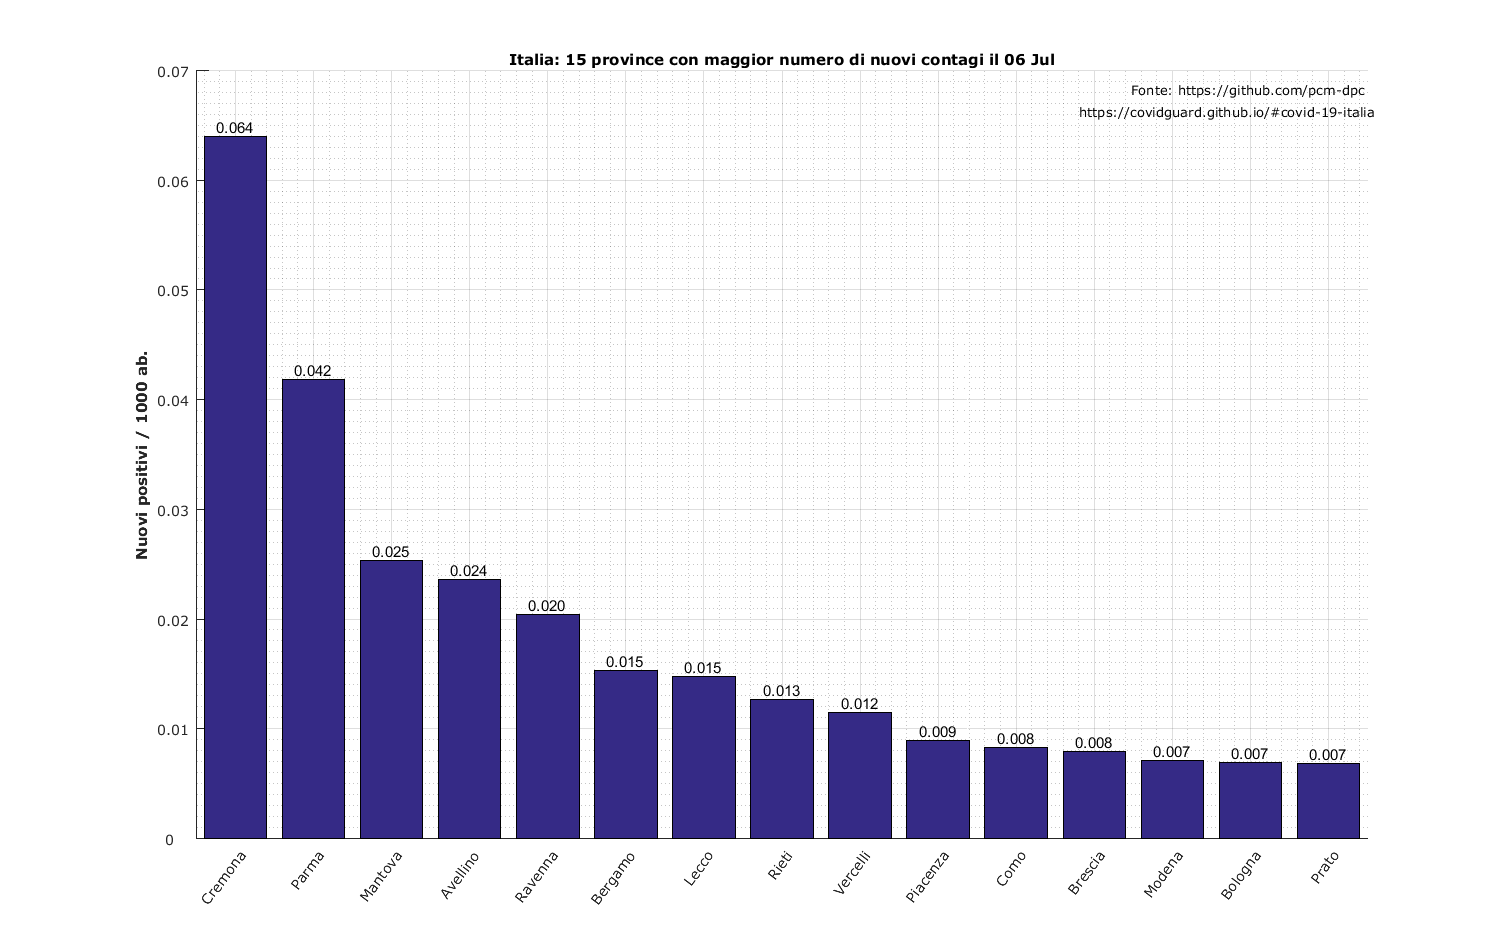 Italia: 15 province con maggior numero di nuovi contagi il 06 Jul
Fonte: https://github.com/pcm-dpc
https://covidguard.github.io/#covid-19-italia
Nuovi positivi / 1000 ab.
0.07
0.06
0.05
0.04
0.03
0.02
0.01
0
0.064
0.042
0.025
0.024
0.020
0.015
0.015
0.013
0.012
0.009
0.008
0.008
0.007
0.007
0.007
Cremona
Parma
Mantova
Avellino
Ravenna
Bergamo
Lecco
Rieti
Vercelli
Piacenza
Como
Brescia
Modena
Bologna
Prato